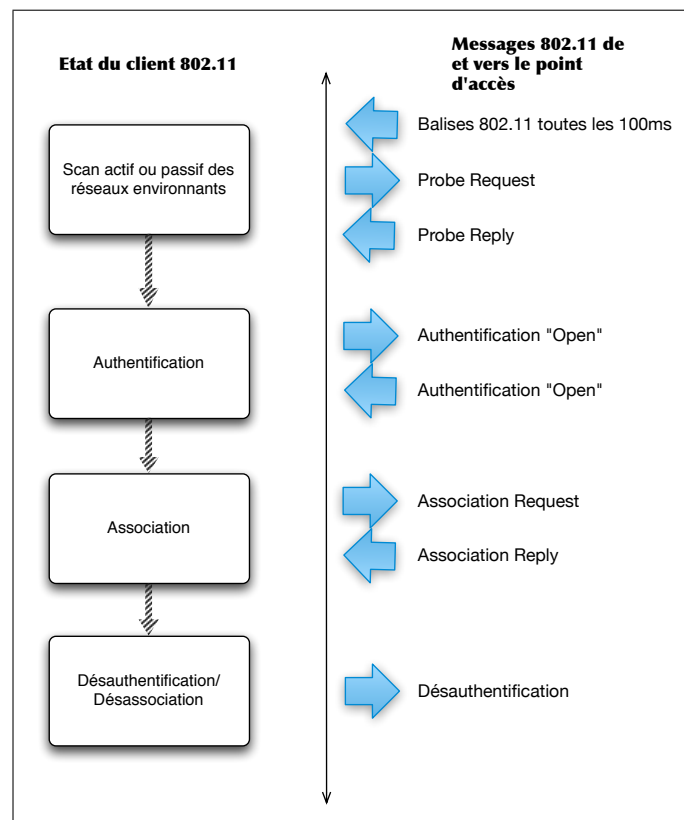 Etat du client 802.11
Messages 802.11 de
et vers le point
d'accès
Balises 802.11 toutes les 100ms
Scan actif ou passif des
réseaux environnants
Probe Request
Probe Reply
Authentification
Authentification "Open"
Authentification "Open"
Association
Association Request
Association Reply
Désauthentification/
Désassociation
Désauthentification